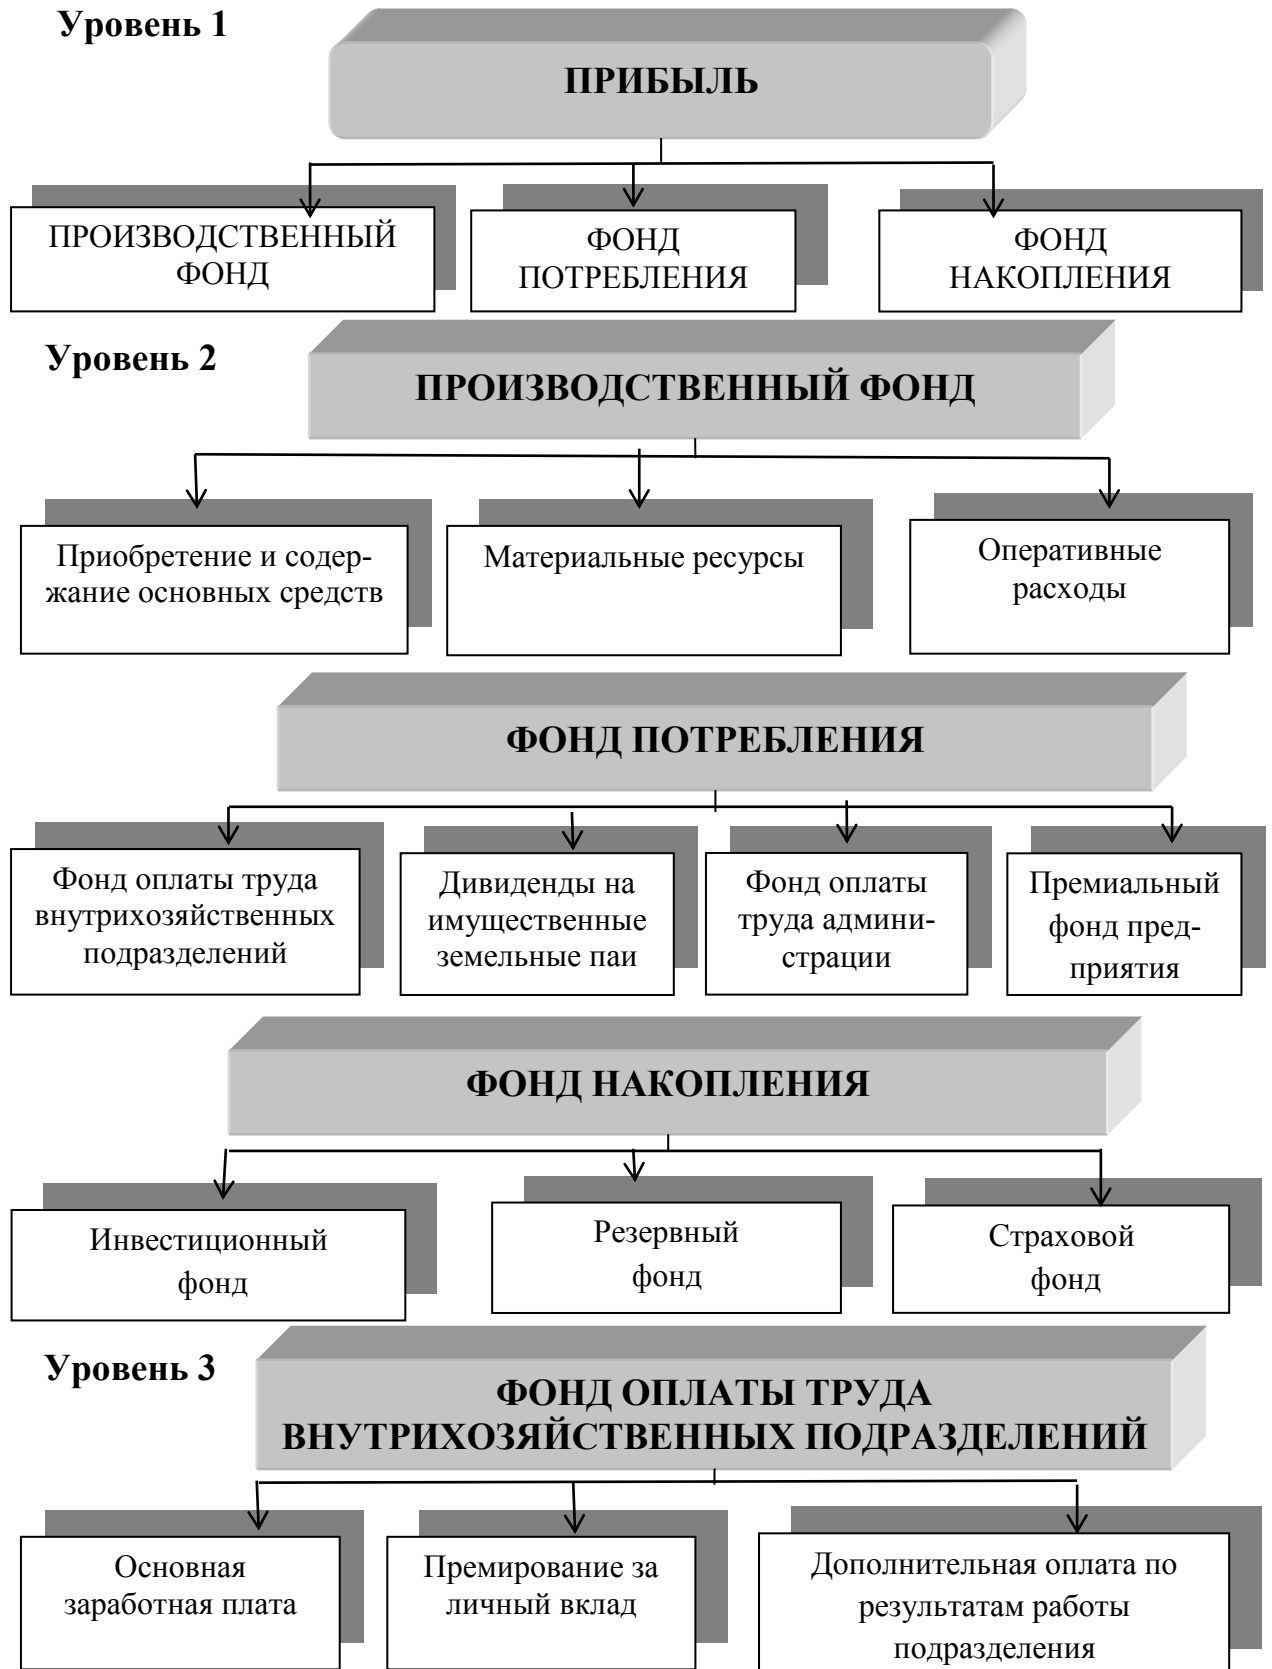 Уровень 1
ПРИБЫЛЬ
ПРОИЗВОДСТВЕННЫЙ
ФОНД
ФОНД
ПОТРЕБЛЕНИЯ
ФОНД
НАКОПЛЕНИЯ
Уровень 2
ПРОИЗВОДСТВЕННЫЙ ФОНД
Приобретение и содер-
жание основных средств
Материальные ресурсы
Оперативные
расходы
ФОНД ПОТРЕБЛЕНИЯ
Фонд оплаты труда
внутрихозяйственных
подразделений
Дивиденды на
имущественные
земельные паи
Фонд оплаты
труда админи-
страции
Премиальный
фонд пред-
приятия
ФОНД НАКОПЛЕНИЯ
Инвестиционный
фонд
Резервный
фонд
Страховой
фонд
Уровень 3
ФОНД ОПЛАТЫ ТРУДА
ВНУТРИХОЗЯЙСТВЕННЫХ ПОДРАЗДЕЛЕНИЙ
Основная
заработная плата
Премирование за
личный вклад
Дополнительная оплата по
результатам работы
подразделения